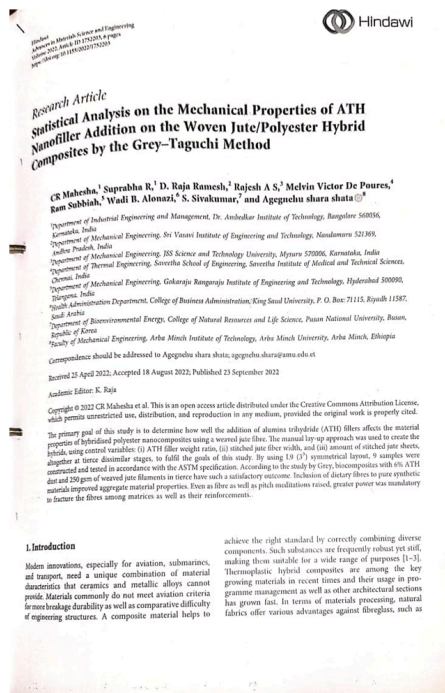 Hindawi
Hindawi
Advances in Materials Science and Engineering
Volume 2022, Article ID 1752203, 6 pages
https://doi.org/10.1155/2022/1752203
Research Article
Statistical Analysis on the Mechanical Properties of ATH
Nanofiller Addition on the Woven Jute/Polyester Hybrid
Composites by the Grey–Taguchi Method
CR Mahesha,1 Suprabha R,1 D. Raja Ramesh,2 Rajesh A S,3 Melvin Victor De Poures,4
Ram Subbiah,5 Wadi B. Alonazi,6 S. Sivakumar,7 and Agegnehu shara shata 8
1Department of Industrial Engineering and Management, Dr. Ambedkar Institute of Technology, Bangalore 560056,
Karnataka, India
2Department of Mechanical Engineering, Sri Vasavi Institute of Engineering and Technology, Nandamuru 521369,
Andhra Pradesh, India
3Department of Mechanical Engineering, JSS Science and Technology University, Mysuru 570006, Karnataka, India
4Department of Thermal Engineering, Saveetha School of Engineering, Saveetha Institute of Medical and Technical Sciences,
Chennai, India
5Department of Mechanical Engineering, Gokaraju Rangaraju Institute of Engineering and Technology, Hyderabad 500090,
Telangana, India
6Health Administration Department, College of Business Administration, King Saud University, P. O. Box: 71115, Riyadh 11587,
Saudi Arabia
7Department of Bioenvironmental Energy, College of Natural Resources and Life Science, Pusan National University, Busan,
Republic of Korea
8Faculty of Mechanical Engineering, Arba Minch Institute of Technology, Arba Minch University, Arba Minch, Ethiopia
Correspondence should be addressed to Agegnehu shara shata; agegnehu.shara@amu.edu.et
Received 25 April 2022; Accepted 18 August 2022; Published 23 September 2022
Academic Editor: K. Raja
Copyright © 2022 CR Mahesha et al. This is an open access article distributed under the Creative Commons Attribution License,
which permits unrestricted use, distribution, and reproduction in any medium, provided the original work is properly cited.
The primary goal of this study is to determine how well the addition of alumina trihydride (ATH) fillers affects the material
properties of hybridised polyester nanocomposites using a weaved jute fibre. The manual lay-up approach was used to create the
hybrids, using control variables: (i) ATH filler weight ratio, (ii) stitched jute fiber width, and (iii) amount of stitched jute sheets,
altogether at tierce dissimilar stages, to fulfil the goals of this study. By using L9 (3³) symmetrical layout, 9 samples were
constructed and tested in accordance with the ASTM specification. According to the study by Grey, biocomposites with 6% ATH
dust and 250 gsm of weaved jute filaments in tierce have such a satisfactory outcome. Inclusion of dietary fibres to pure synthetic
materials improved aggregate material properties. Even as fibre as well as pitch meditations raised, greater power was mandatory
to fracture the fibres among matrices as well as their reinforcements.
1. Introduction
Modern innovations, especially for aviation, submarines,
and transport, need a unique combination of material
characteristics that ceramics and metallic alloys cannot
provide. Materials commonly do not meet aviation criteria
for more breakage durability as well as comparative difficulty
of engineering structures. A composite material helps to
achieve the right standard by correctly combining diverse
components. Such substances are frequently robust yet stiff,
making them suitable for a wide range of purposes [1–3].
Thermoplastic hybrid composites are among the key
growing materials in recent times and their usage in pro-
gramme management as well as other architectural sections
has grown fast. In terms of materials processing, natural
fabrics offer various advantages against fibreglass, such as